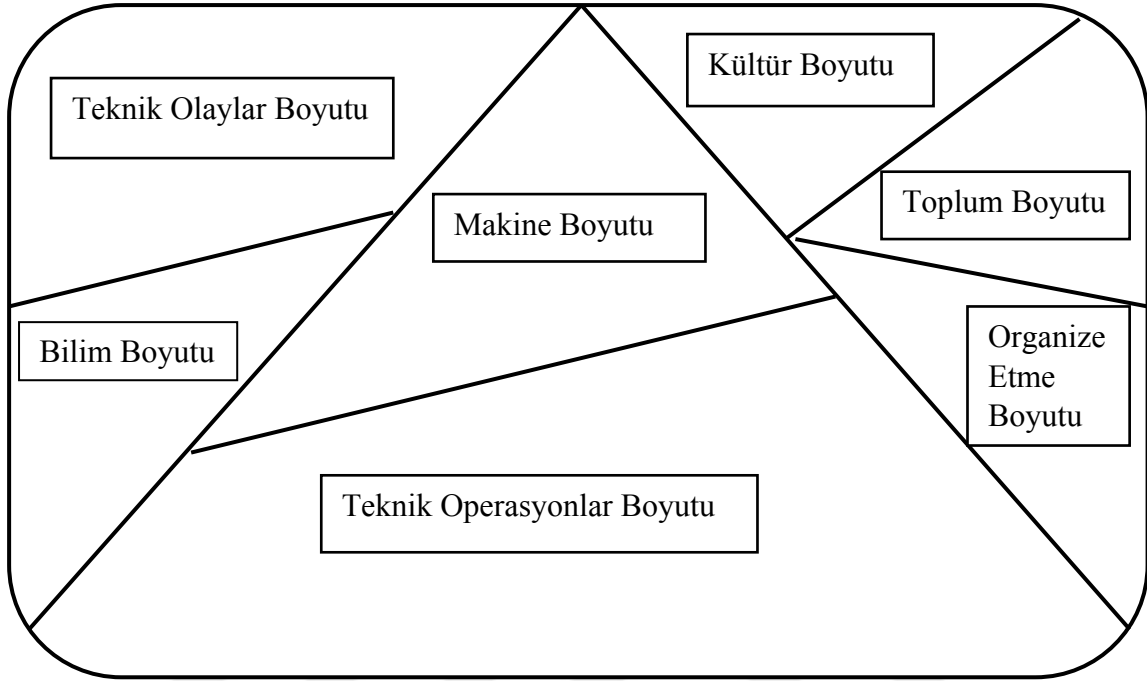 Kültür Boyutu
Teknik Olaylar Boyutu
Toplum Boyutu
Makine Boyutu
Bilim Boyutu
Organize
Etme
Boyutu
Teknik Operasyonlar Boyutu